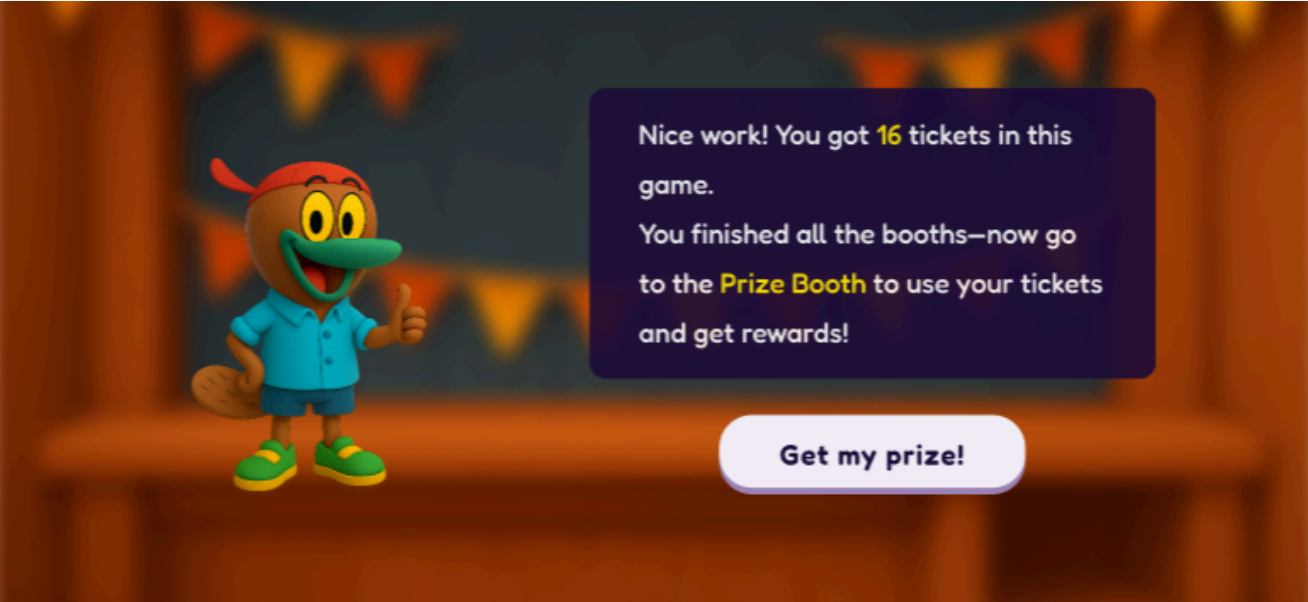 Nice work! You got 16 tickets in this
game.
You finished all the booths—now go
to the Prize Booth to use your tickets
and get rewards!
Get my prize!